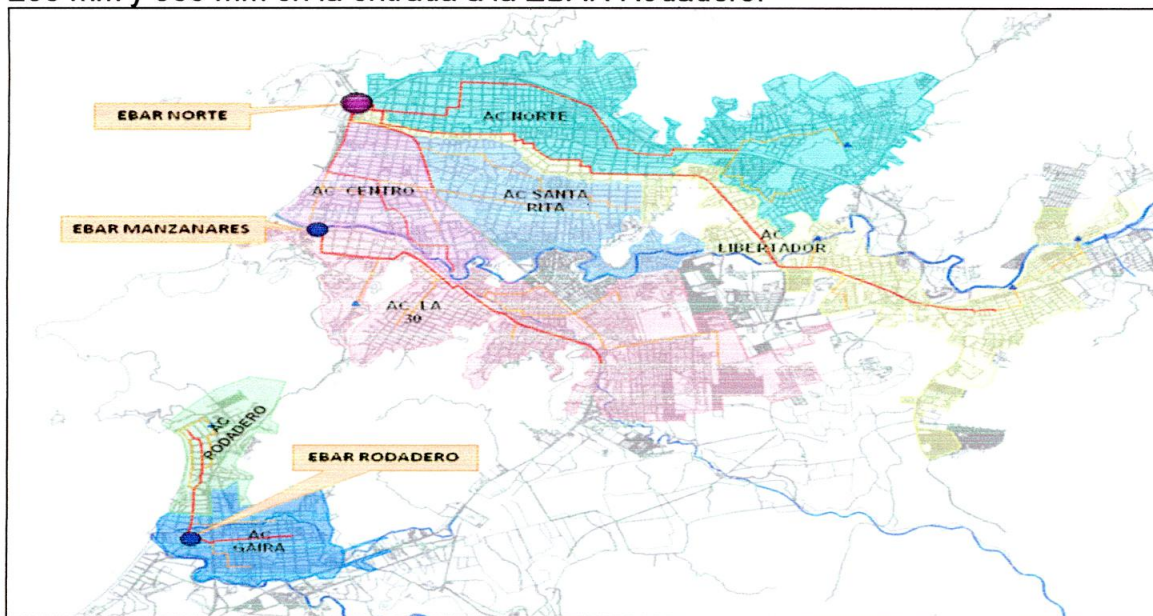 EBAR NORTE
AC NORTE
AC CENTRO
AC SANTA
RITA
EBAR MANZANARES
AC
LIBERTADOR
AC LA
30
AC
RODADERO
EBAR RODADERO
AC
GAIRA